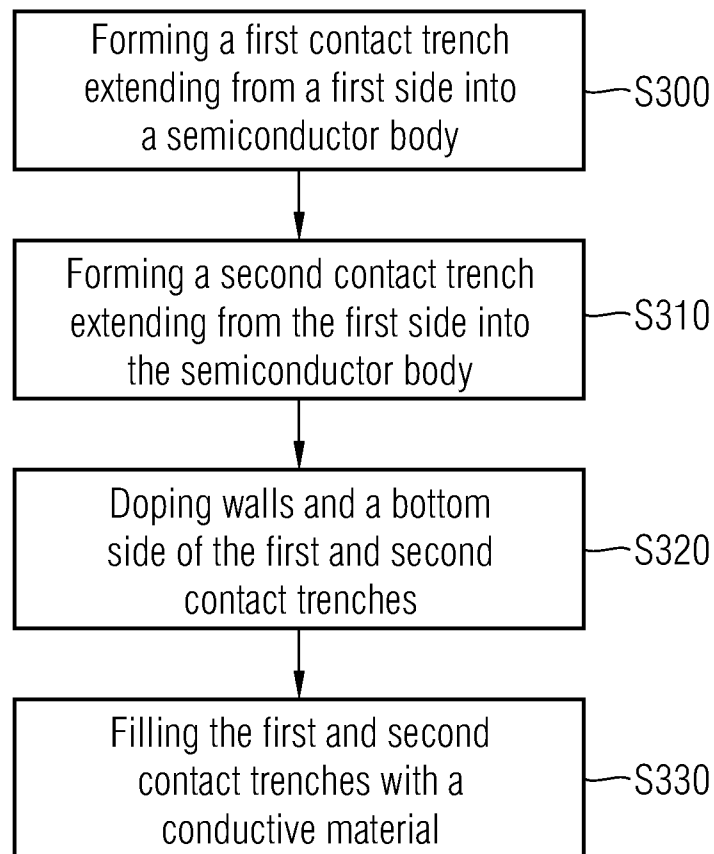 Forming a first contact trench
extending from a first side into
a semiconductor body
S300
Forming a second contact trench
extending from the first side into
the semiconductor body
S310
Doping walls and a bottom
side of the first and second
contact trenches
S320
Filling the first and second
contact trenches with a
conductive material
S330